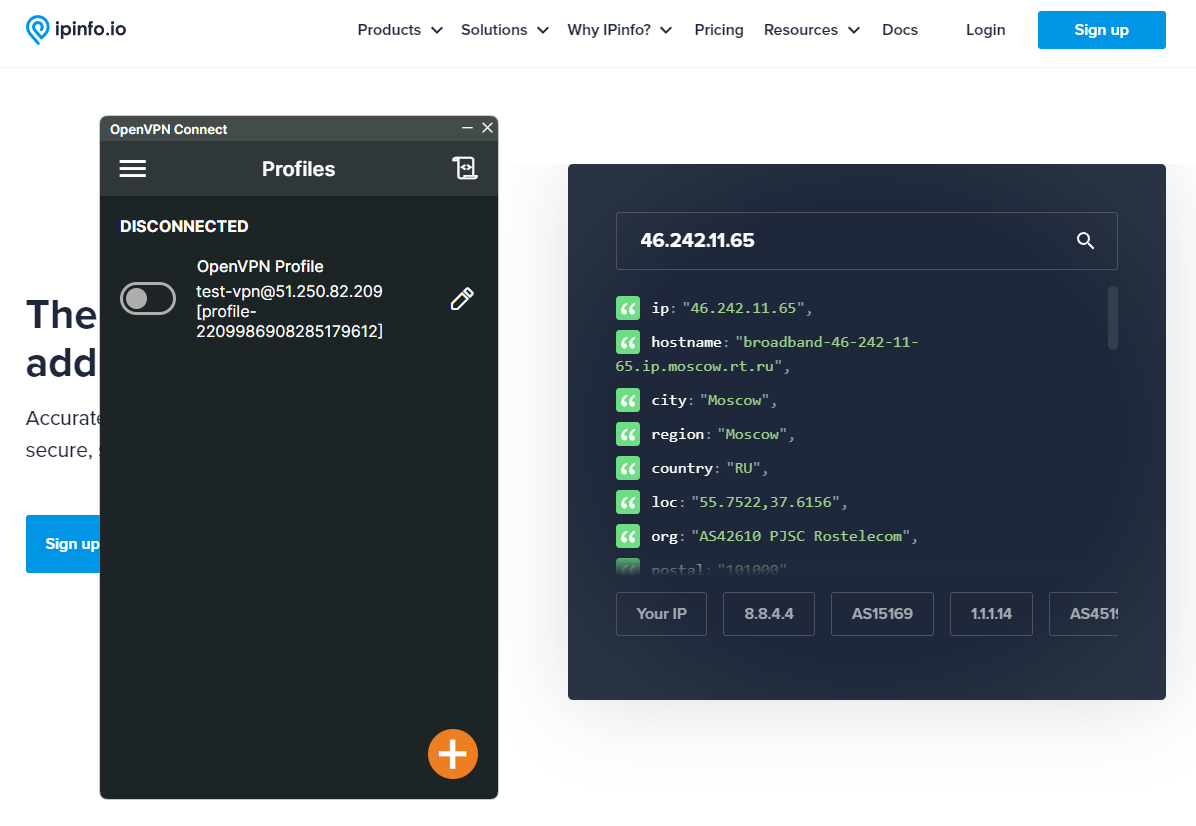 ipinfo.io
Products
Solutions
Why IPinfo?
Pricing
Resources
Docs
Login
Sign up
OpenVPN Connect
Profiles
DISCONNECTED
OpenVPN Profile
test-vpn@51.250.82.209
[profile-
2209986908285179612]
The
add
Accurate
secure,
Sign up
46.242.11.65
ip: "46.242.11.65",
hostname: "broadband-46-242-11-
65.ip.moscow.rt.ru",
city: "Moscow",
region: "Moscow",
country: "RU",
loc: "55.7522,37.6156",
org: "AS42610 PJSC Rostelecom",
postal: "101000",
Your IP
8.8.4.4
AS15169
1.1.1.14
AS451